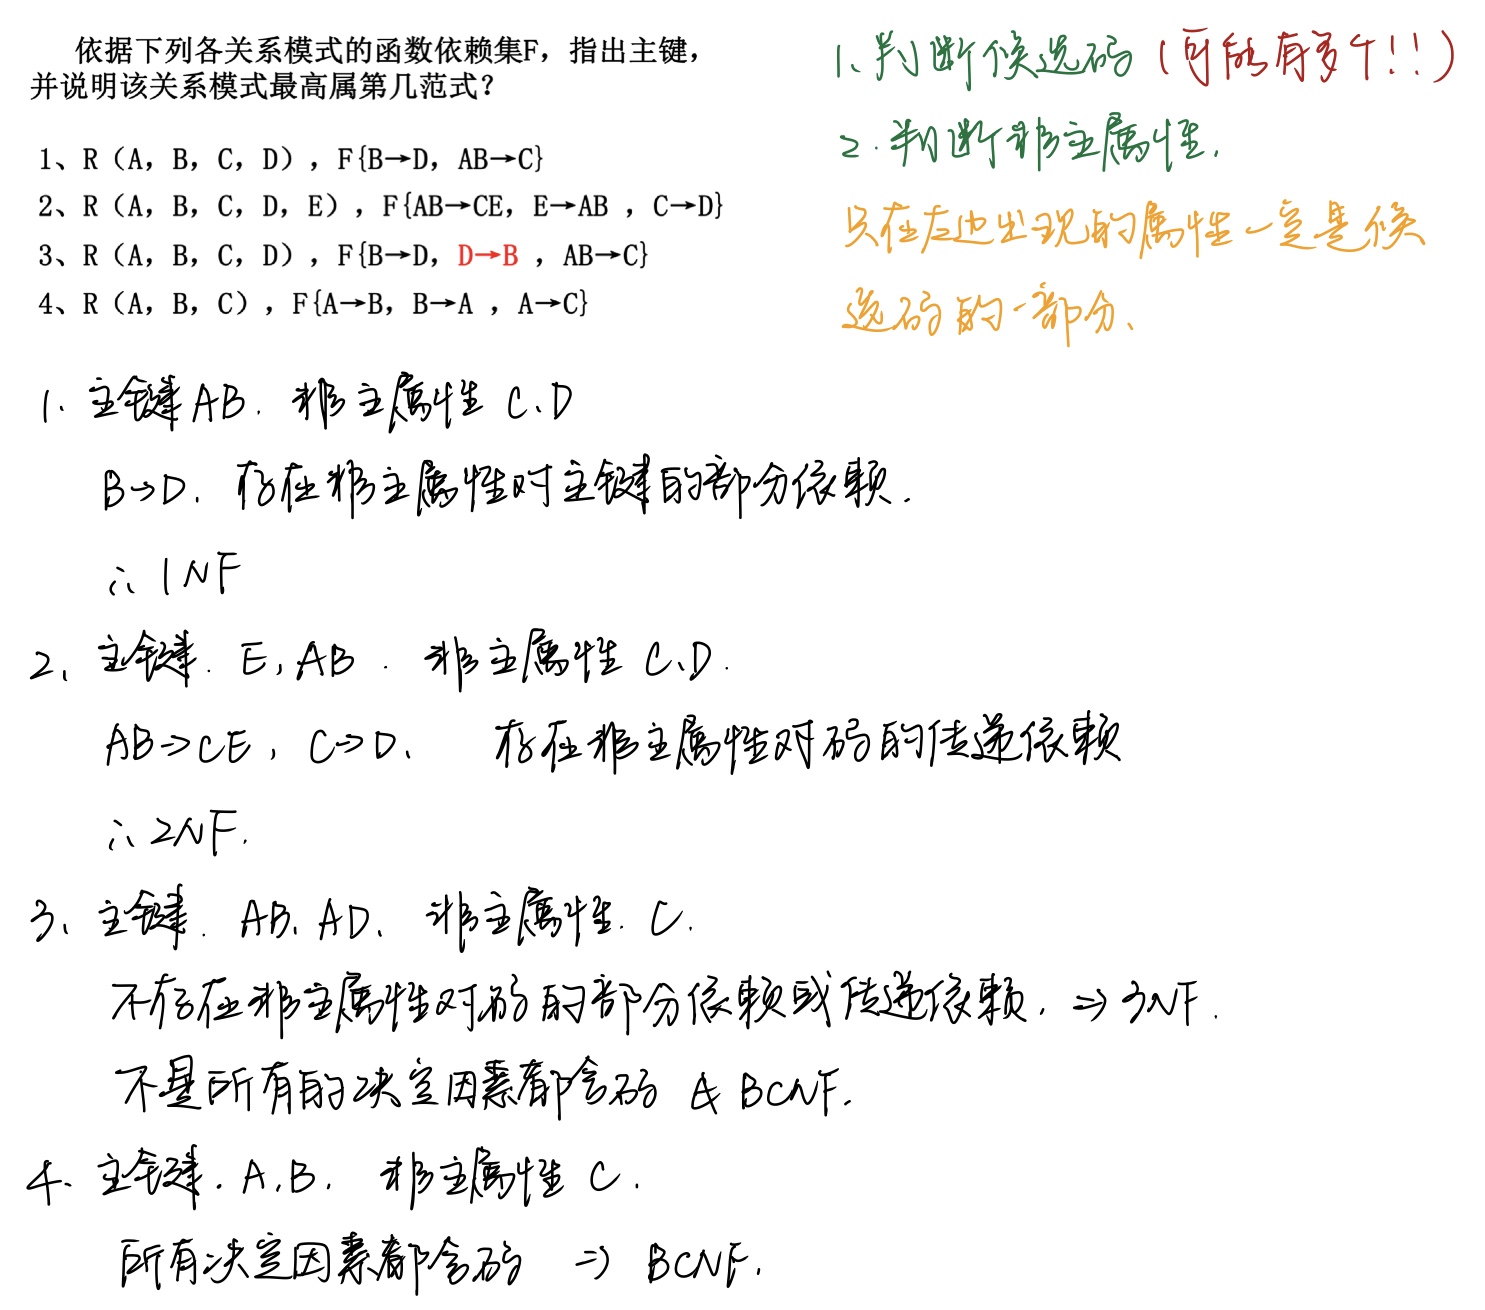 依据下列各关系模式的函数依赖集F，指出主键，
并说明该关系模式最高属第几范式？
1、R（A，B，C，D），F{B→D，AB→C}
2、R（A，B，C，D，E），F{AB→CE，E→AB ，C→D}
3、R（A，B，C，D），F{B→D，D→B ，AB→C}
4、R（A，B，C），F{A→B，B→A ，A→C}
1、判断候选码（可能有多个！！）
2.判断非主属性.
只在左边出现的属性一定是候
选码的一部分、
1、主键AB. 非主属性 C、D
B→D、存在非主属性对主键的部分依赖.
∴ 1NF
2、主键. E，AB. 非主属性 C、D.
AB→CE，C→D、 存在非主属性对码的传递依赖
∴ 2NF.
3、主键. AB、AD、非主属性. C.
不存在非主属性对码的部分依赖或传递依赖，⇒ 3NF.
不是所有的决定因素都含码 ∉ BCNF.
4、主键. A，B. 非主属性 C.
所有决定因素都含码 ⇒ BCNF.